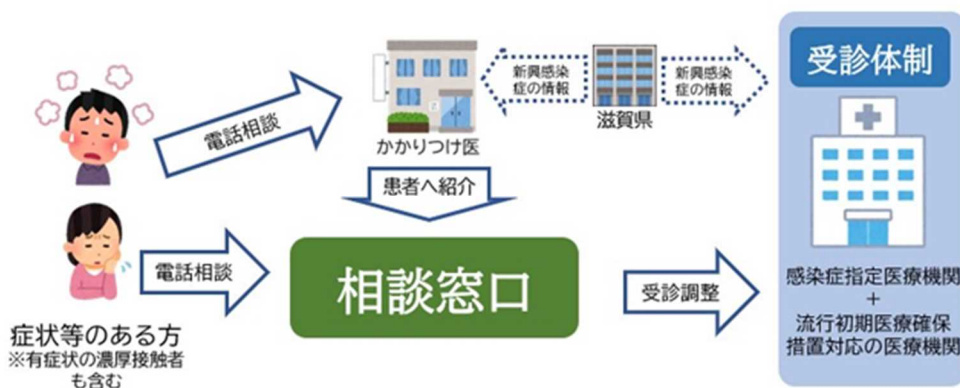 電話相談
かかりつけ医
新興感染
症の情報
滋賀県
新興感染
症の情報
受診体制
患者へ紹介
電話相談
相談窓口
受診調整
症状等のある方
※有症状の濃厚接触者
も含む
感染症指定医療機関
+
流行初期医療確保
措置対応の医療機関